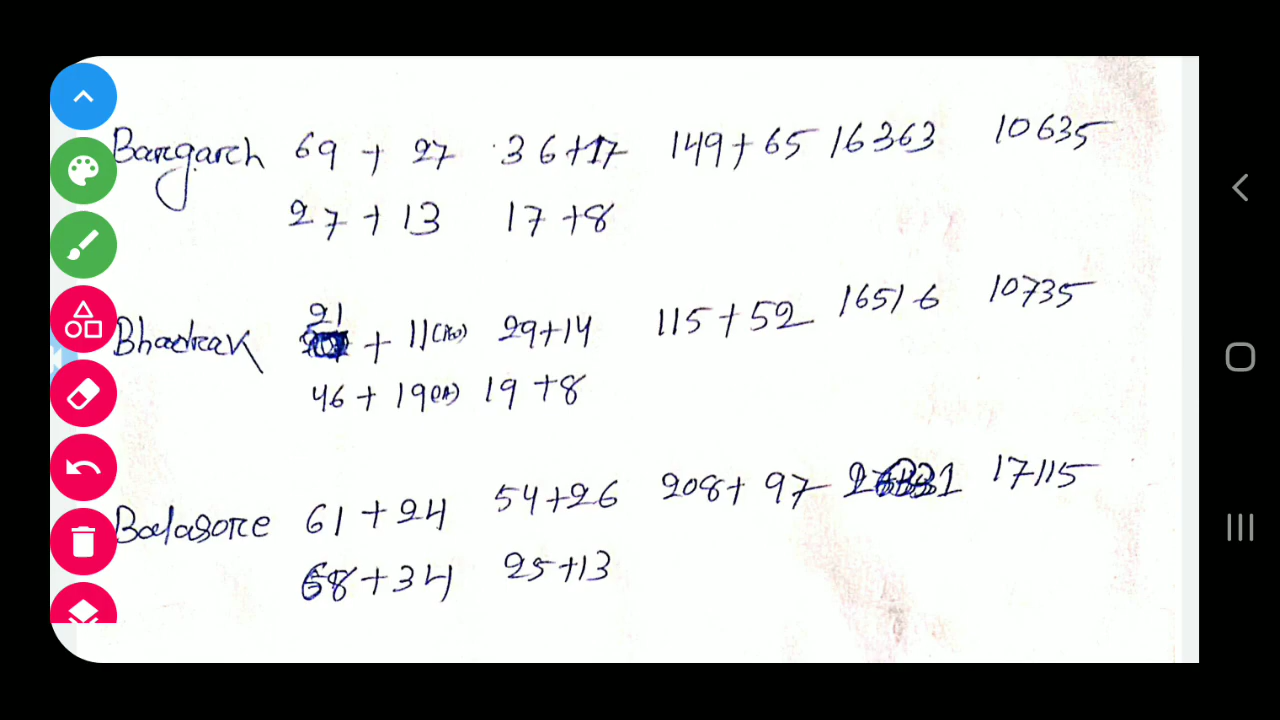 Bargarh 69 + 27 36+17 149+65 16363 10635
27 + 13 17 +8
Bhadrak 21 + 11 29+14 115+52 16516 10735
46 + 19 19 +8
Balasore 61 +24 54+26 208+ 97 17115
68+34 25+13